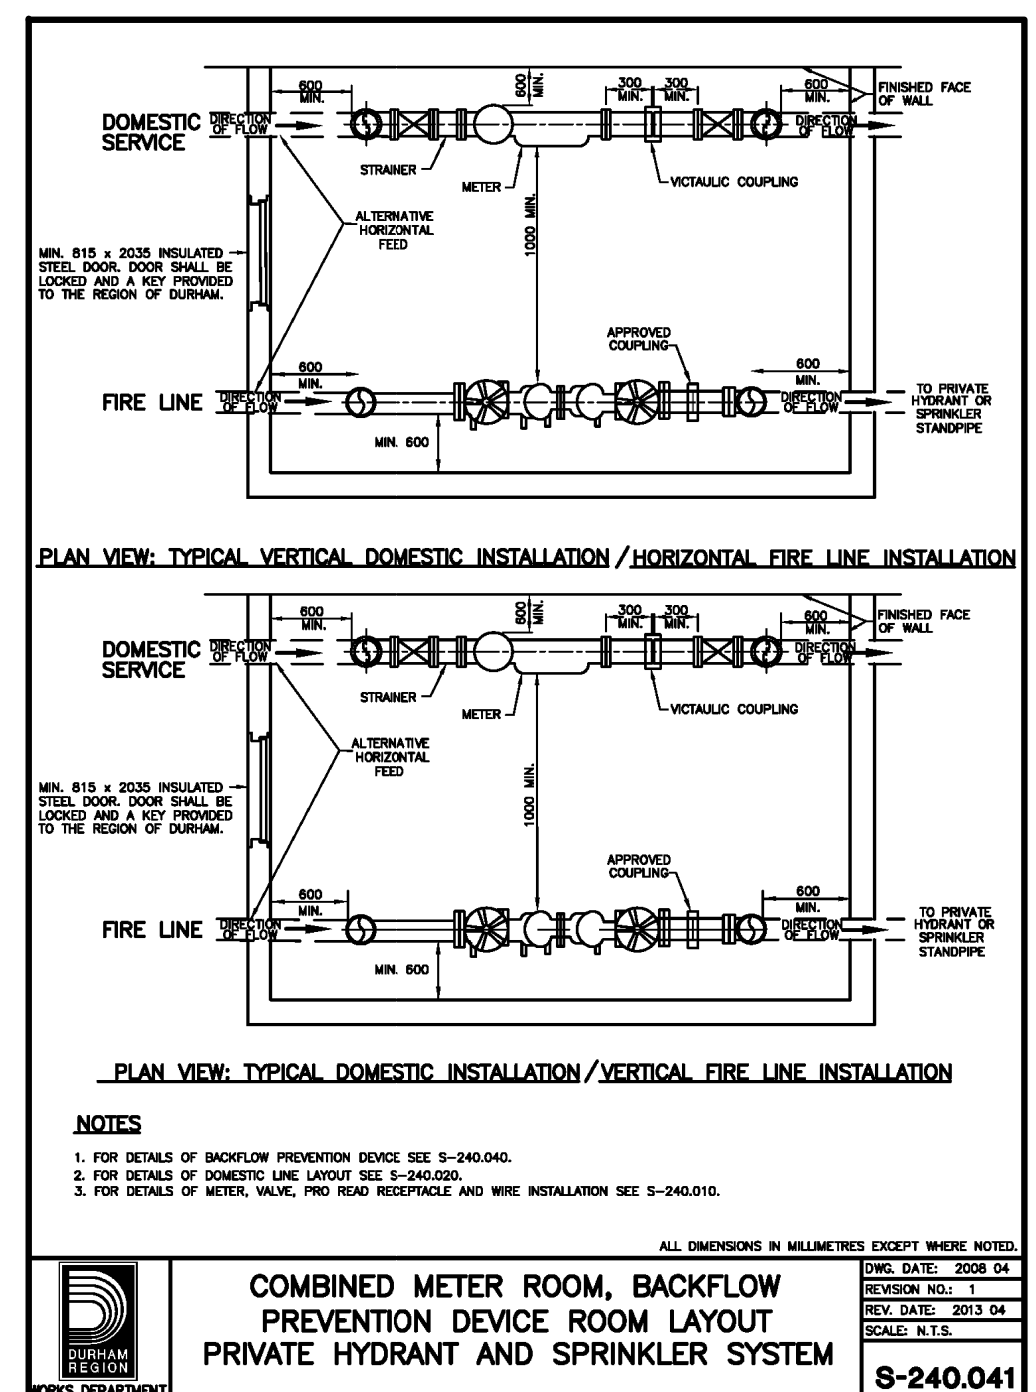 600
MIN.
600
MIN.
300
MIN.
300
MIN.
600
MIN.
FINISHED FACE
OF WALL
DOMESTIC
SERVICE
DIRECTION
OF FLOW
DIRECTION
OF FLOW
STRAINER
METER
VICTAULIC COUPLING
ALTERNATIVE
HORIZONTAL
FEED
1000 MIN.
MIN. 815 x 2035 INSULATED
STEEL DOOR. DOOR SHALL BE
LOCKED AND A KEY PROVIDED
TO THE REGION OF DURHAM.
APPROVED
COUPLING
600
MIN.
600
MIN.
FIRE LINE
DIRECTION
OF FLOW
DIRECTION
OF FLOW
TO PRIVATE
HYDRANT OR
SPRINKLER
STANDPIPE
MIN. 600
PLAN VIEW: TYPICAL VERTICAL DOMESTIC INSTALLATION/HORIZONTAL FIRE LINE INSTALLATION
600
MIN.
600
MIN.
300
MIN.
300
MIN.
600
MIN.
FINISHED FACE
OF WALL
DOMESTIC
SERVICE
DIRECTION
OF FLOW
DIRECTION
OF FLOW
STRAINER
METER
VICTAULIC COUPLING
ALTERNATIVE
HORIZONTAL
FEED
1000 MIN.
MIN. 815 x 2035 INSULATED
STEEL DOOR. DOOR SHALL BE
LOCKED AND A KEY PROVIDED
TO THE REGION OF DURHAM.
APPROVED
COUPLING
600
MIN.
600
MIN.
FIRE LINE
DIRECTION
OF FLOW
DIRECTION
OF FLOW
TO PRIVATE
HYDRANT OR
SPRINKLER
STANDPIPE
MIN. 600
PLAN VIEW: TYPICAL DOMESTIC INSTALLATION/VERTICAL FIRE LINE INSTALLATION
NOTES
1. FOR DETAILS OF BACKFLOW PREVENTION DEVICE SEE S-240.040.
2. FOR DETAILS OF DOMESTIC LINE LAYOUT SEE S-240.020.
3. FOR DETAILS OF METER, VALVE, PRO READ RECEPTACLE AND WIRE INSTALLATION SEE S-240.010.
ALL DIMENSIONS IN MILLIMETRES EXCEPT WHERE NOTED.
DURHAM
REGION
WORKS DEPARTMENT
COMBINED METER ROOM, BACKFLOW
PREVENTION DEVICE ROOM LAYOUT
PRIVATE HYDRANT AND SPRINKLER SYSTEM
DWG. DATE: 2008 04
REVISION NO.: 1
REV. DATE: 2013 04
SCALE: N.T.S.
S-240.041